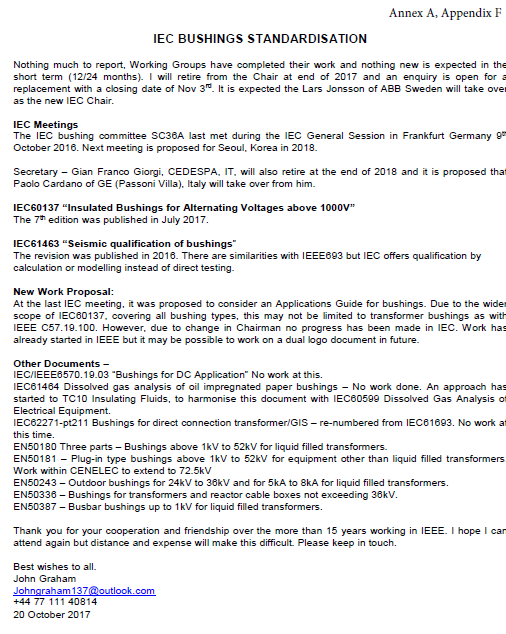 Annex A, Appendix F
IEC BUSHINGS STANDARDISATION
Nothing much to report, Working Groups have completed their work and nothing new is expected in the
short term (12/24 months). I will retire from the Chair at end of 2017 and an enquiry is open for a
replacement with a closing date of Nov 3rd. It is expected the Lars Jonsson of ABB Sweden will take over
as the new IEC Chair.
IEC Meetings
The IEC bushing committee SC36A last met during the IEC General Session in Frankfurt Germany 9th
October 2016. Next meeting is proposed for Seoul, Korea in 2018.
Secretary – Gian Franco Giorgi, CEDESPA, IT, will also retire at the end of 2018 and it is proposed that
Paolo Cardano of GE (Passoni Villa), Italy will take over from him.
IEC60137 “Insulated Bushings for Alternating Voltages above 1000V”
The 7th edition was published in July 2017.
IEC61463 “Seismic qualification of bushings”
The revision was published in 2016. There are similarities with IEEE693 but IEC offers qualification by
calculation or modelling instead of direct testing.
New Work Proposal:
At the last IEC meeting, it was proposed to consider an Applications Guide for bushings. Due to the wider
scope of IEC60137, covering all bushing types, this may not be limited to transformer bushings as with
IEEE C57.19.100. However, due to change in Chairman no progress has been made in IEC. Work has
already started in IEEE but it may be possible to work on a dual logo document in future.
Other Documents –
IEC/IEEE6570.19.03 “Bushings for DC Application” No work at this.
IEC61464 Dissolved gas analysis of oil impregnated paper bushings – No work done. An approach has
started to TC10 Insulating Fluids, to harmonise this document with IEC60599 Dissolved Gas Analysis of
Electrical Equipment.
IEC62271-pt211 Bushings for direct connection transformer/GIS – re-numbered from IEC61693. No work at
this time.
EN50180 Three parts – Bushings above 1kV to 52kV for liquid filled transformers.
EN50181 – Plug-in type bushings above 1kV to 52kV for equipment other than liquid filled transformers.
Work within CENELEC to extend to 72.5kV
EN50243 – Outdoor bushings for 24kV to 36kV and for 5kA to 8kA for liquid filled transformers.
EN50336 – Bushings for transformers and reactor cable boxes not exceeding 36kV.
EN50387 – Busbar bushings up to 1kV for liquid filled transformers.
Thank you for your cooperation and friendship over the more than 15 years working in IEEE. I hope I can
attend again but distance and expense will make this difficult. Please keep in touch.
Best wishes to all.
John Graham
Johngraham137@outlook.com
+44 77 111 40814
20 October 2017